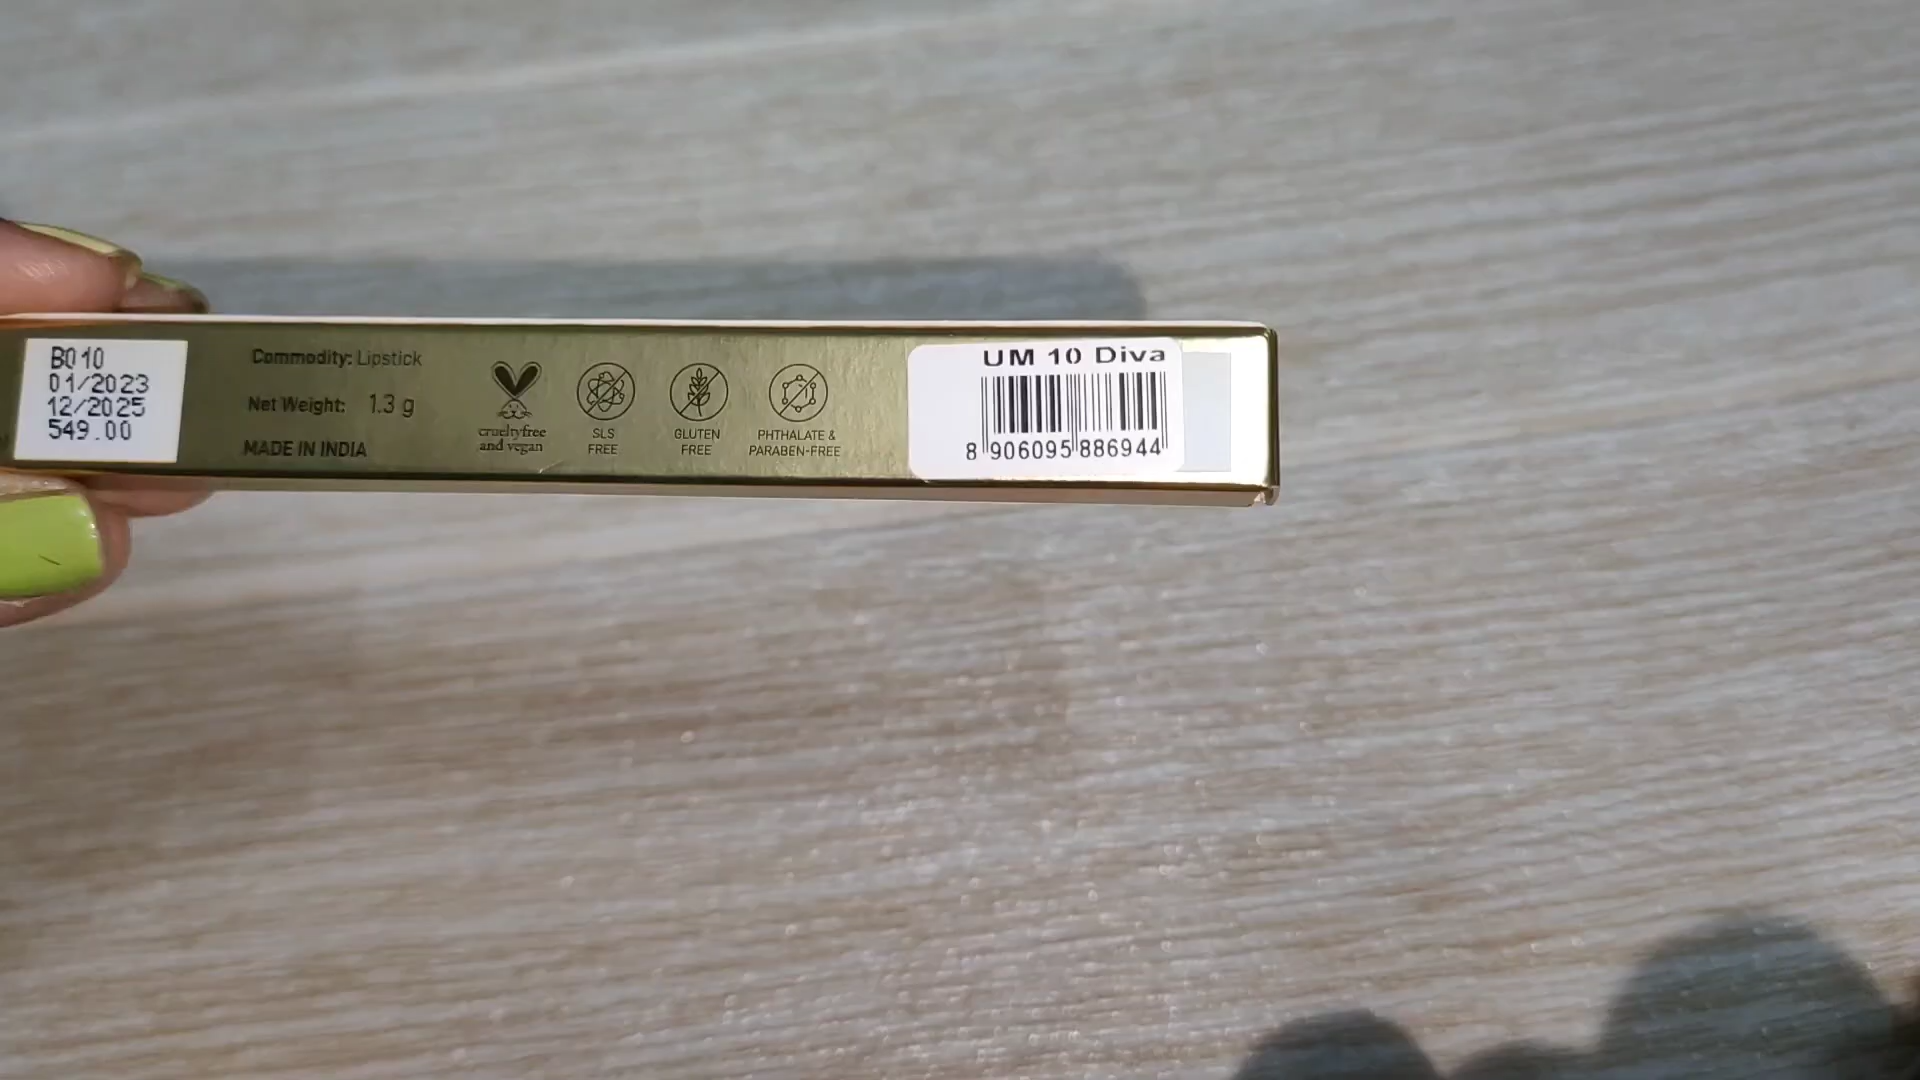 BQ10
01/2023
12/2025
549.00
Commodity: Lipstick
Net Weight: 1.3 g
MADE IN INDIA
crueltyfree
and vegan
SLS
FREE
GLUTEN
FREE
PHTHALATE &
PARABEN-FREE
UM 10 Diva
8 906095 886944